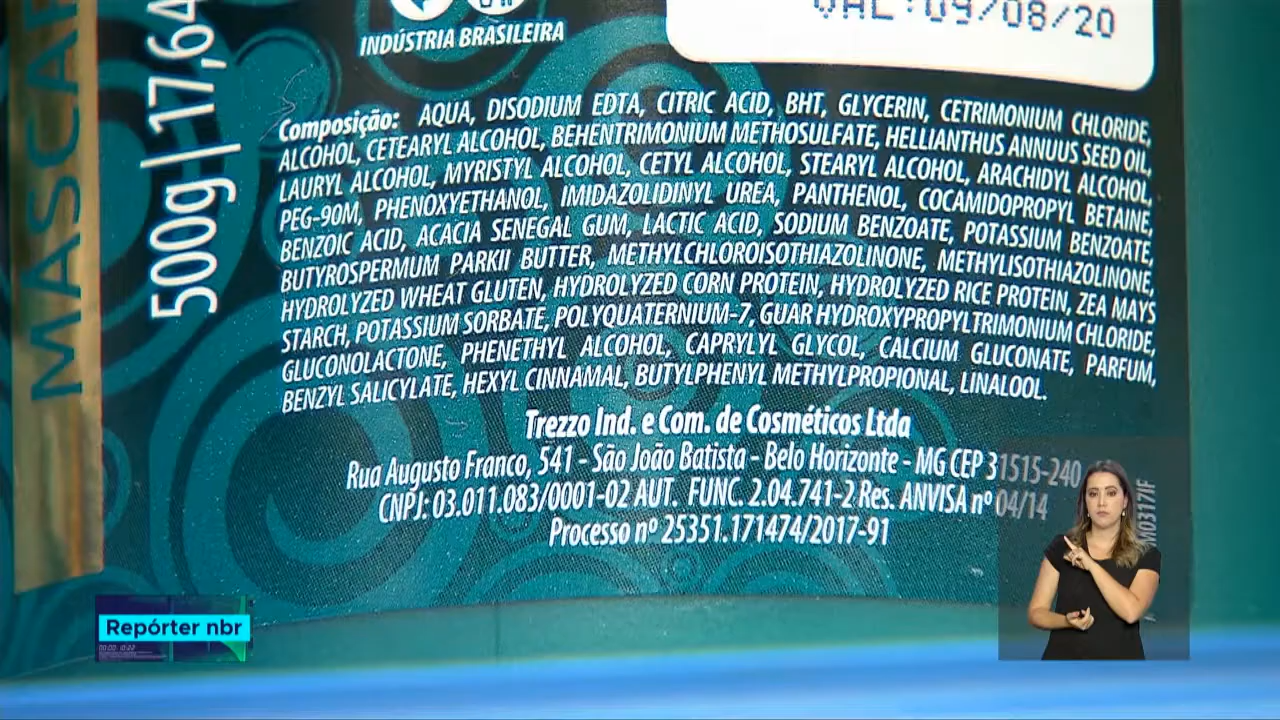 MASCAR
500g | 17,64
INDÚSTRIA BRASILEIRA
VAL:09/08/20
Composição: AQUA, DISODIUM EDTA, CITRIC ACID, BHT, GLYCERIN, CETRIMONIUM CHLORIDE,
ALCOHOL, CETEARYL ALCOHOL, BEHENTRIMONIUM METHOSULFATE, HELLIANTHUS ANNUUS SEED OIL,
LAURYL ALCOHOL, MYRISTYL ALCOHOL, CETYL ALCOHOL, STEARYL ALCOHOL, ARACHIDYL ALCOHOL,
PEG-90M, PHENOXYETHANOL, IMIDAZOLIDINYL UREA, PANTHENOL, COCAMIDOPROPYL BETAINE,
BENZOIC ACID, ACACIA SENEGAL GUM, LACTIC ACID, SODIUM BENZOATE, POTASSIUM BENZOATE,
BUTYROSPERMUM PARKII BUTTER, METHYLCHLOROISOTHIAZOLINONE, METHYLISOTHIAZOLINONE,
HYDROLYZED WHEAT GLUTEN, HYDROLYZED CORN PROTEIN, HYDROLYZED RICE PROTEIN, ZEA MAYS
STARCH, POTASSIUM SORBATE, POLYQUATERNIUM-7, GUAR HYDROXYPROPYLTRIMONIUM CHLORIDE,
GLUCONOLACTONE, PHENETHYL ALCOHOL, CAPRYLYL GLYCOL, CALCIUM GLUCONATE, PARFUM,
BENZYL SALICYLATE, HEXYL CINNAMAL, BUTYLPHENYL METHYLPROPIONAL, LINALOOL.
Trezzo Ind. e Com. de Cosméticos Ltda
Rua Augusto Franco, 541 - São João Batista - Belo Horizonte - MG CEP 31515-240
CNPJ: 03.011.083/0001-02 AUT. FUNC. 2.04.741-2 Res. ANVISA nº 04/14
Processo nº 25351.171474/2017-91
Repórter nbr